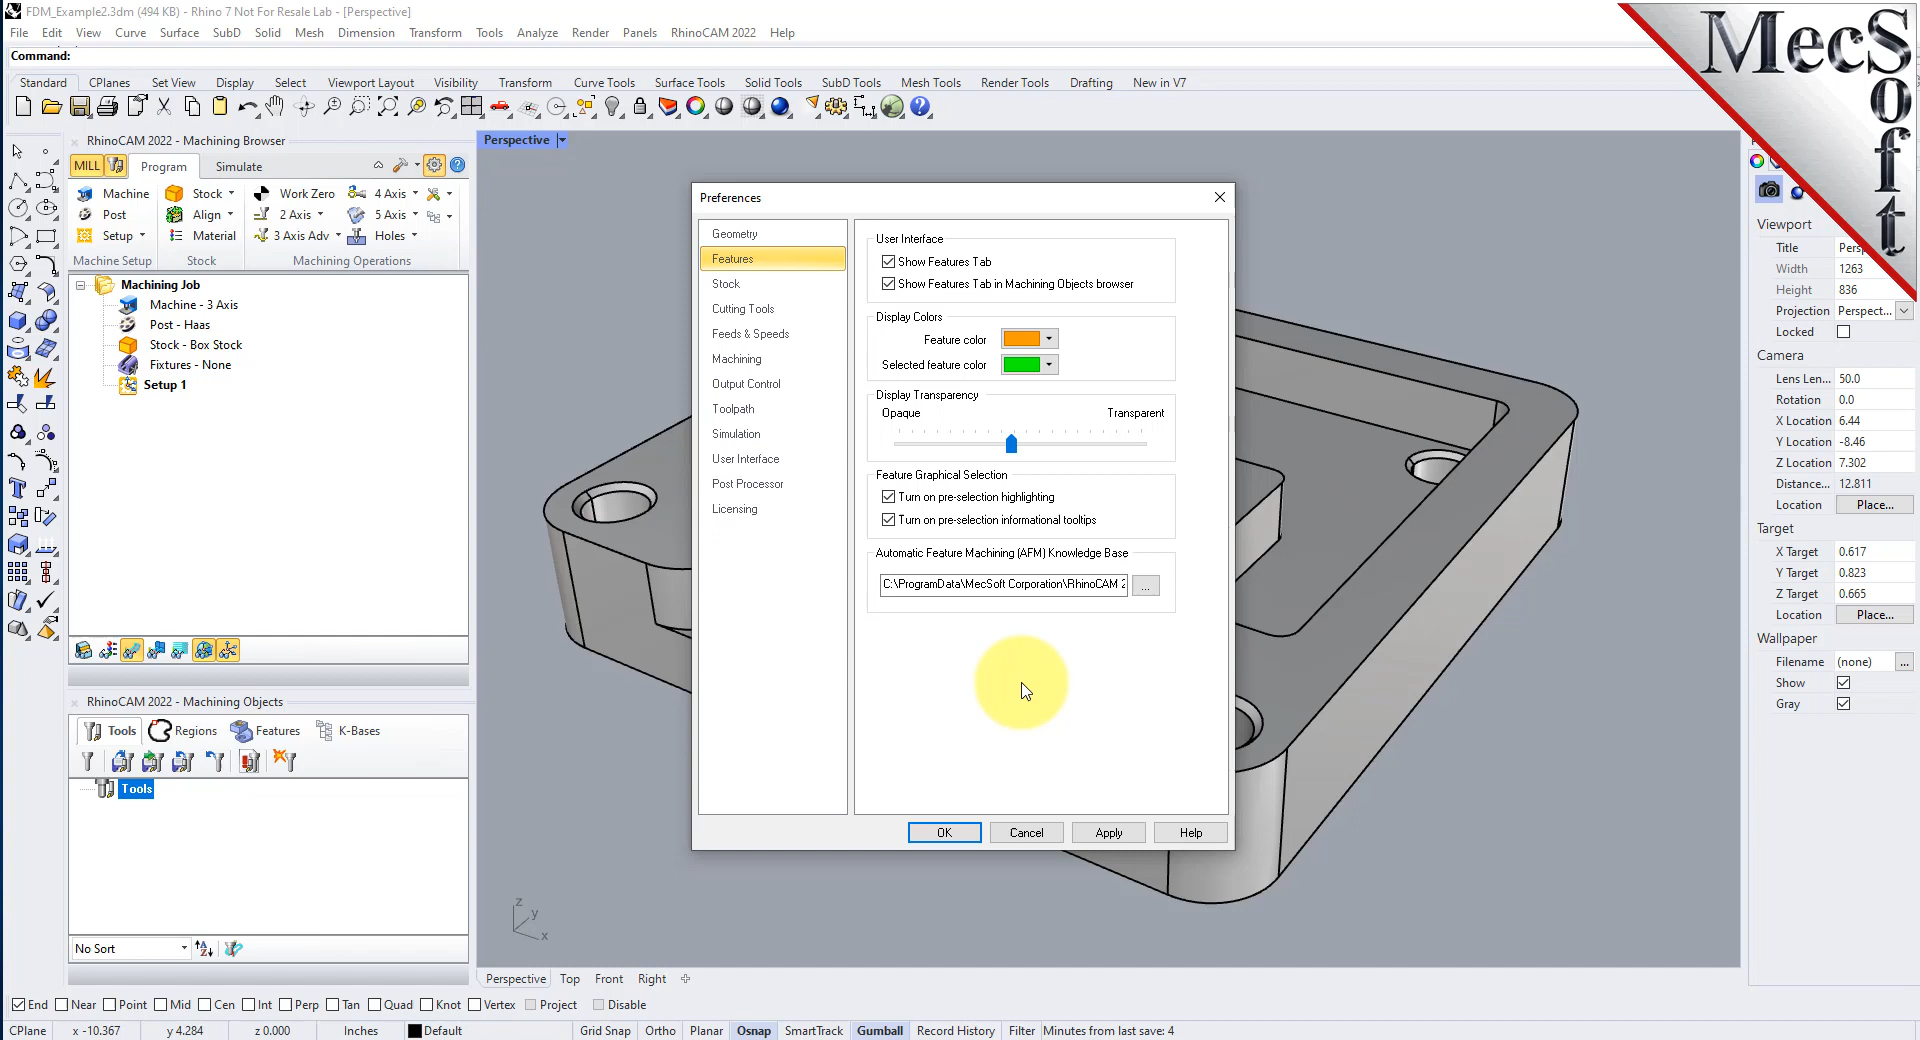 FDM_Example2.3dm (494 KB) - Rhino 7 Not For Resale Lab - [Perspective]
File Edit View Curve Surface SubD Solid Mesh Dimension Transform Tools Analyze Render Panels RhinoCAM 2022 Help
Command:
Standard CPlanes Set View Display Select Viewport Layout Visibility Transform Curve Tools Surface Tools Solid Tools SubD Tools Mesh Tools Render Tools Drafting New in V7
MecSoft
RhinoCAM 2022 - Machining Browser
MILL Program Simulate
Machine Stock Work Zero 4 Axis
Post Align 2 Axis 5 Axis
Setup Material 3 Axis Adv Holes
Machine Setup Stock Machining Operations
Machining Job
Machine - 3 Axis
Post - Haas
Stock - Box Stock
Fixtures - None
Setup 1
RhinoCAM 2022 - Machining Objects
Tools Regions Features K-Bases
Tools
No Sort
Perspective
Preferences
Geometry
Features
Stock
Cutting Tools
Feeds & Speeds
Machining
Output Control
Toolpath
Simulation
User Interface
Post Processor
Licensing
User Interface
Show Features Tab
Show Features Tab in Machining Objects browser
Display Colors
Feature color
Selected feature color
Display Transparency
Opaque Transparent
Feature Graphical Selection
Turn on pre-selection highlighting
Turn on pre-selection informational tooltips
Automatic Feature Machining (AFM) Knowledge Base
C:\ProgramData\MecSoft Corporation\RhinoCAM 2
...
OK Cancel Apply Help
z
y
x
Viewport
Title
Width 1263
Height 836
Projection Perspect...
Locked
Camera
Lens Len... 50.0
Rotation 0.0
X Location 6.44
Y Location -8.46
Z Location 7.302
Distance... 12.811
Location Place...
Target
X Target 0.617
Y Target 0.823
Z Target 0.665
Location Place...
Wallpaper
Filename (none) ...
Show
Gray
Perspective Top Front Right
End Near Point Mid Cen Int Perp Tan Quad Knot Vertex Project Disable
CPlane x -10.367 y 4.284 z 0.000 Inches Default Grid Snap Ortho Planar Osnap SmartTrack Gumball Record History Filter Minutes from last save: 4